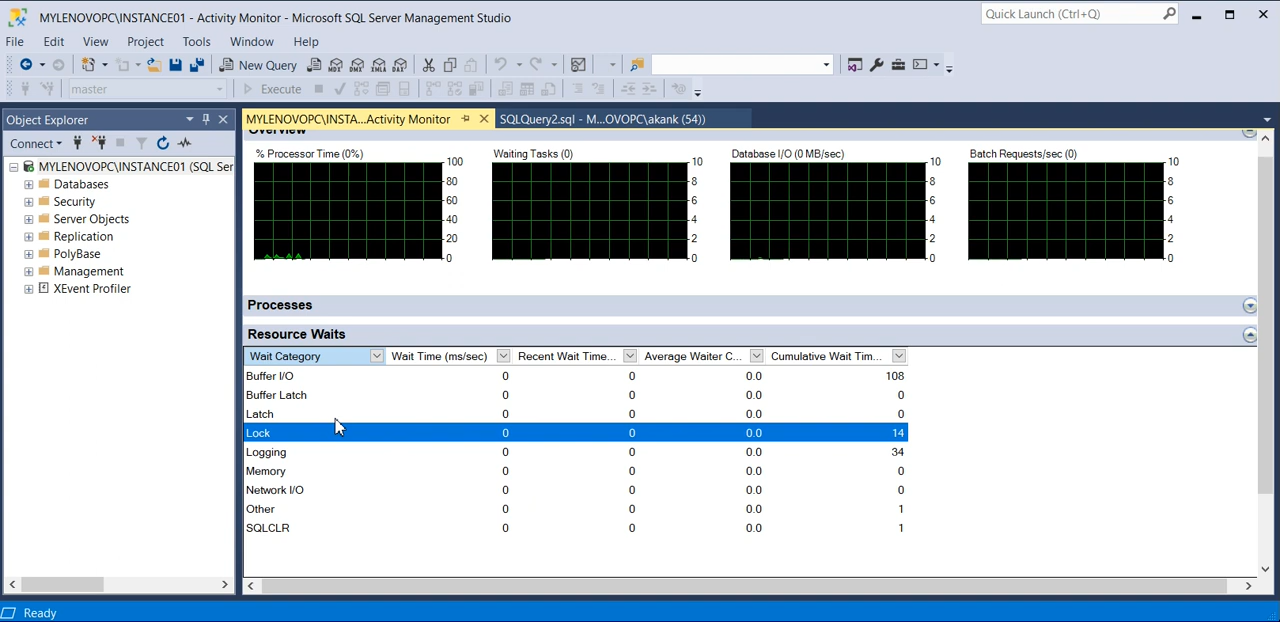 MYLENOVOPC\INSTANCE01 - Activity Monitor - Microsoft SQL Server Management Studio
Quick Launch (Ctrl+Q)
File Edit View Project Tools Window Help
New Query MDX DMX XMLA DAX
master Execute
Object Explorer
MYLENOVOPC\INSTA...Activity Monitor SQLQuery2.sql - M...OVOPC\akank (54))
Connect
MYLENOVOPC\INSTANCE01 (SQL Ser
Databases
Security
Server Objects
Replication
PolyBase
Management
XEvent Profiler
Overview
% Processor Time (0%) Waiting Tasks (0) Database I/O (0 MB/sec) Batch Requests/sec (0)
100 10 10 10
80 8 8 8
60 6 6 6
40 4 4 4
20 2 2 2
0 0 0 0
Processes
Resource Waits
Wait Category Wait Time (ms/sec) Recent Wait Time... Average Waiter C... Cumulative Wait Tim...
Buffer I/O 0 0 0.0 108
Buffer Latch 0 0 0.0 0
Latch 0 0 0.0 0
Lock 0 0 0.0 14
Logging 0 0 0.0 34
Memory 0 0 0.0 0
Network I/O 0 0 0.0 0
Other 0 0 0.0 1
SQLCLR 0 0 0.0 1
Ready